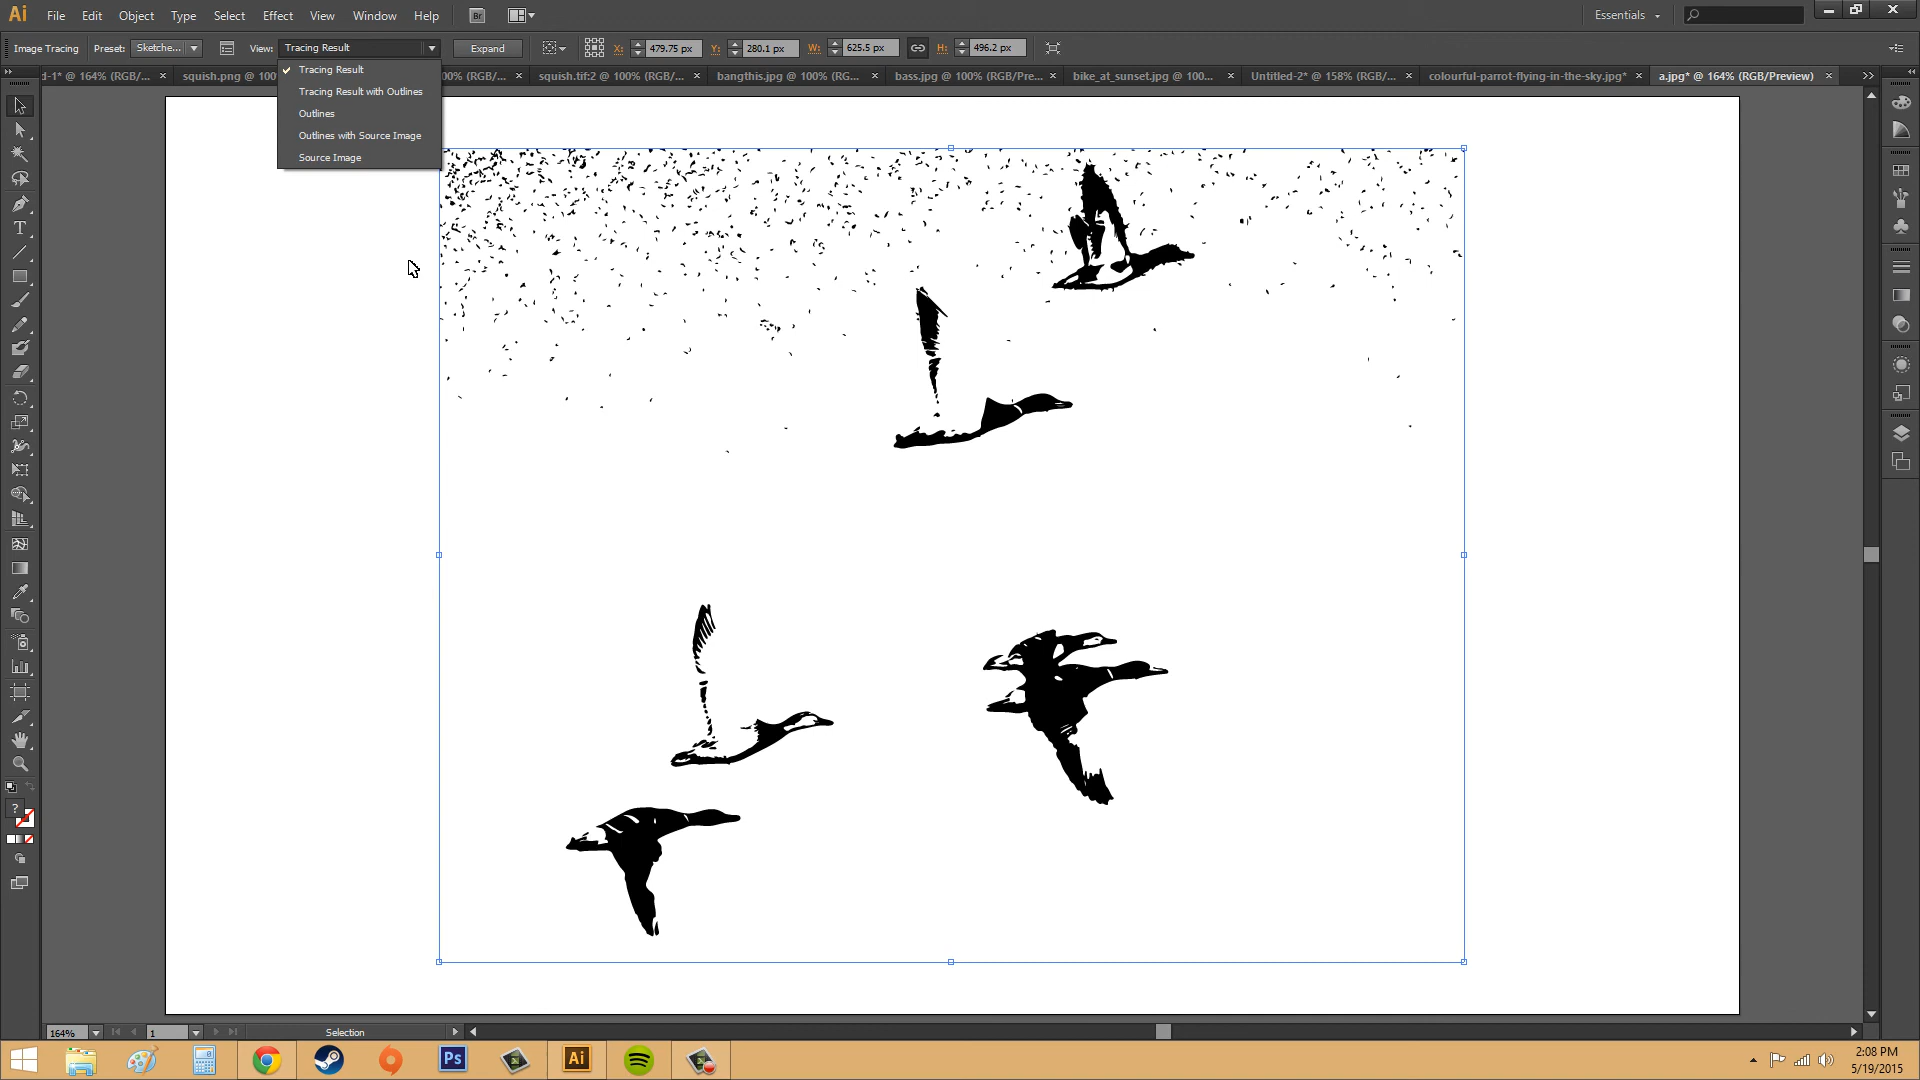 Ai File Edit Object Type Select Effect View Window Help Br Essentials
Image Tracing Preset: Sketche... View: Tracing Result Expand X: 479.75 px Y: 280.1 px W: 625.5 px H: 496.2 px
d-1* @ 164% (RGB/... squish.png @ 100 00% (RGB/... squish.tif:2 @ 100% (RGB/... bangthis.jpg @ 100% (RG... bass.jpg @ 100% (RGB/Pre... bike_at_sunset.jpg @ 100... Untitled-2* @ 158% (RGB/... colourful-parrot-flying-in-the-sky.jpg* a.jpg* @ 164% (RGB/Preview)
Tracing Result
Tracing Result with Outlines
Outlines
Outlines with Source Image
Source Image
T
?
164% 1 Selection
Ps Ai
2:08 PM
5/19/2015